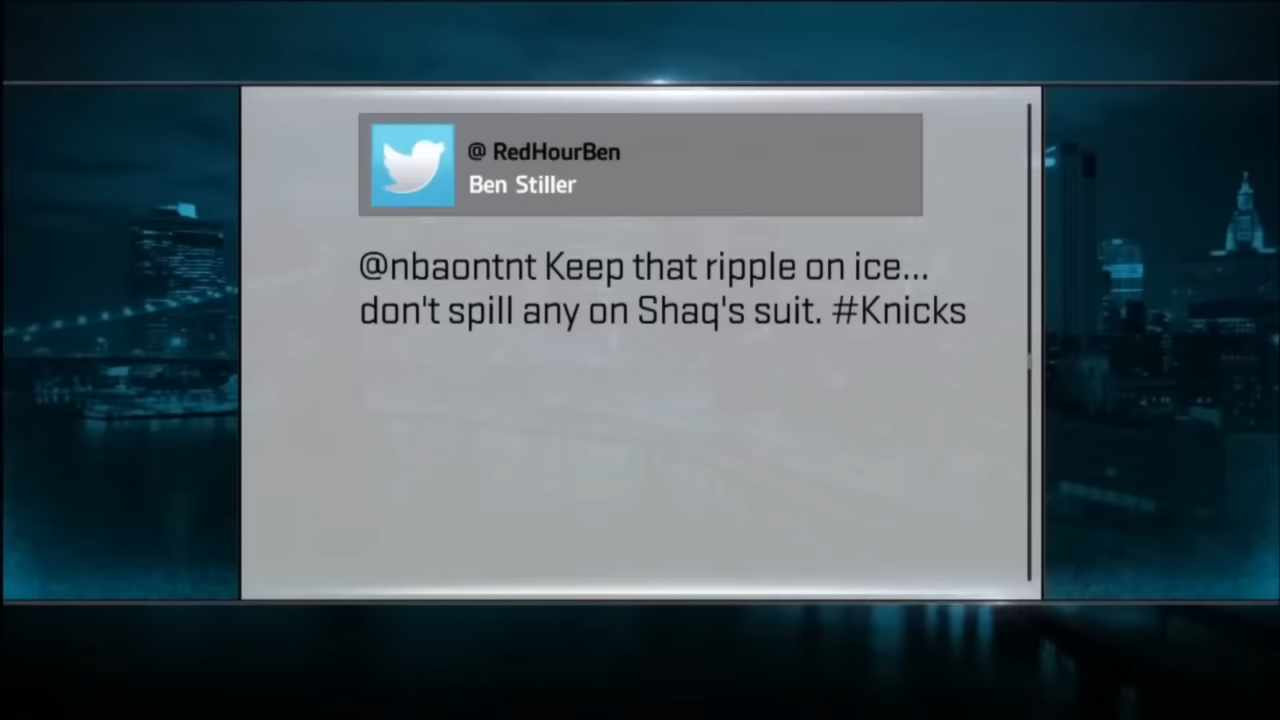 @ RedHourBen
Ben Stiller
@nbaontnt Keep that ripple on ice...
don't spill any on Shaq's suit. #Knicks